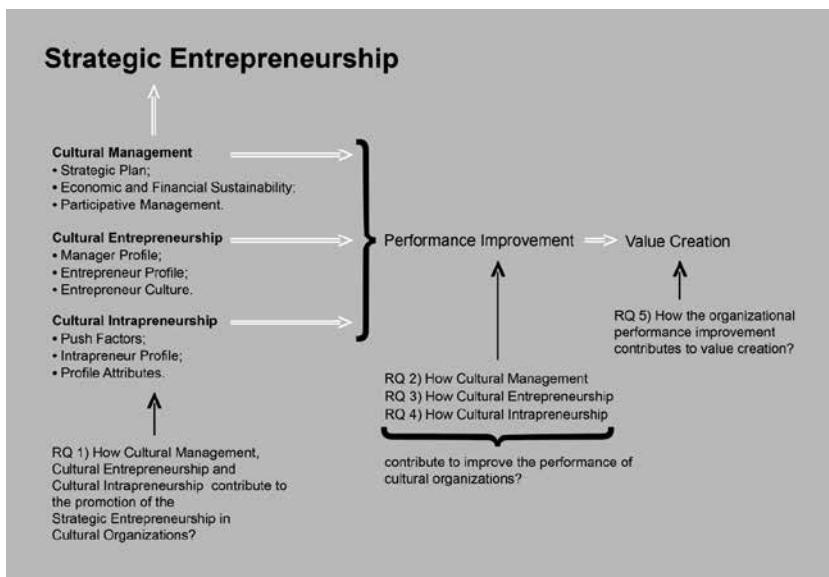 Strategic Entrepreneurship
Cultural Management
• Strategic Plan;
• Economic and Financial Sustainability:
• Participative Management.
Cultural Entrepreneurship
• Manager Profile;
• Entrepreneur Profile;
• Entrepreneur Culture.
Cultural Intrapreneurship
• Push Factors;
• Intrapreneur Profile;
• Profile Attributes.
RQ 1) How Cultural Management,
Cultural Entrepreneurship and
Cultural Intrapreneurship contribute to
the promotion of the
Strategic Entrepreneurship in
Cultural Organizations?
Performance Improvement
RQ 2) How Cultural Management
RQ 3) How Cultural Entrepreneurship
RQ 4) How Cultural Intrapreneurship
contribute to improve the performance of
cultural organizations?
Value Creation
RQ 5) How the organizational
performance improvement
contributes to value creation?